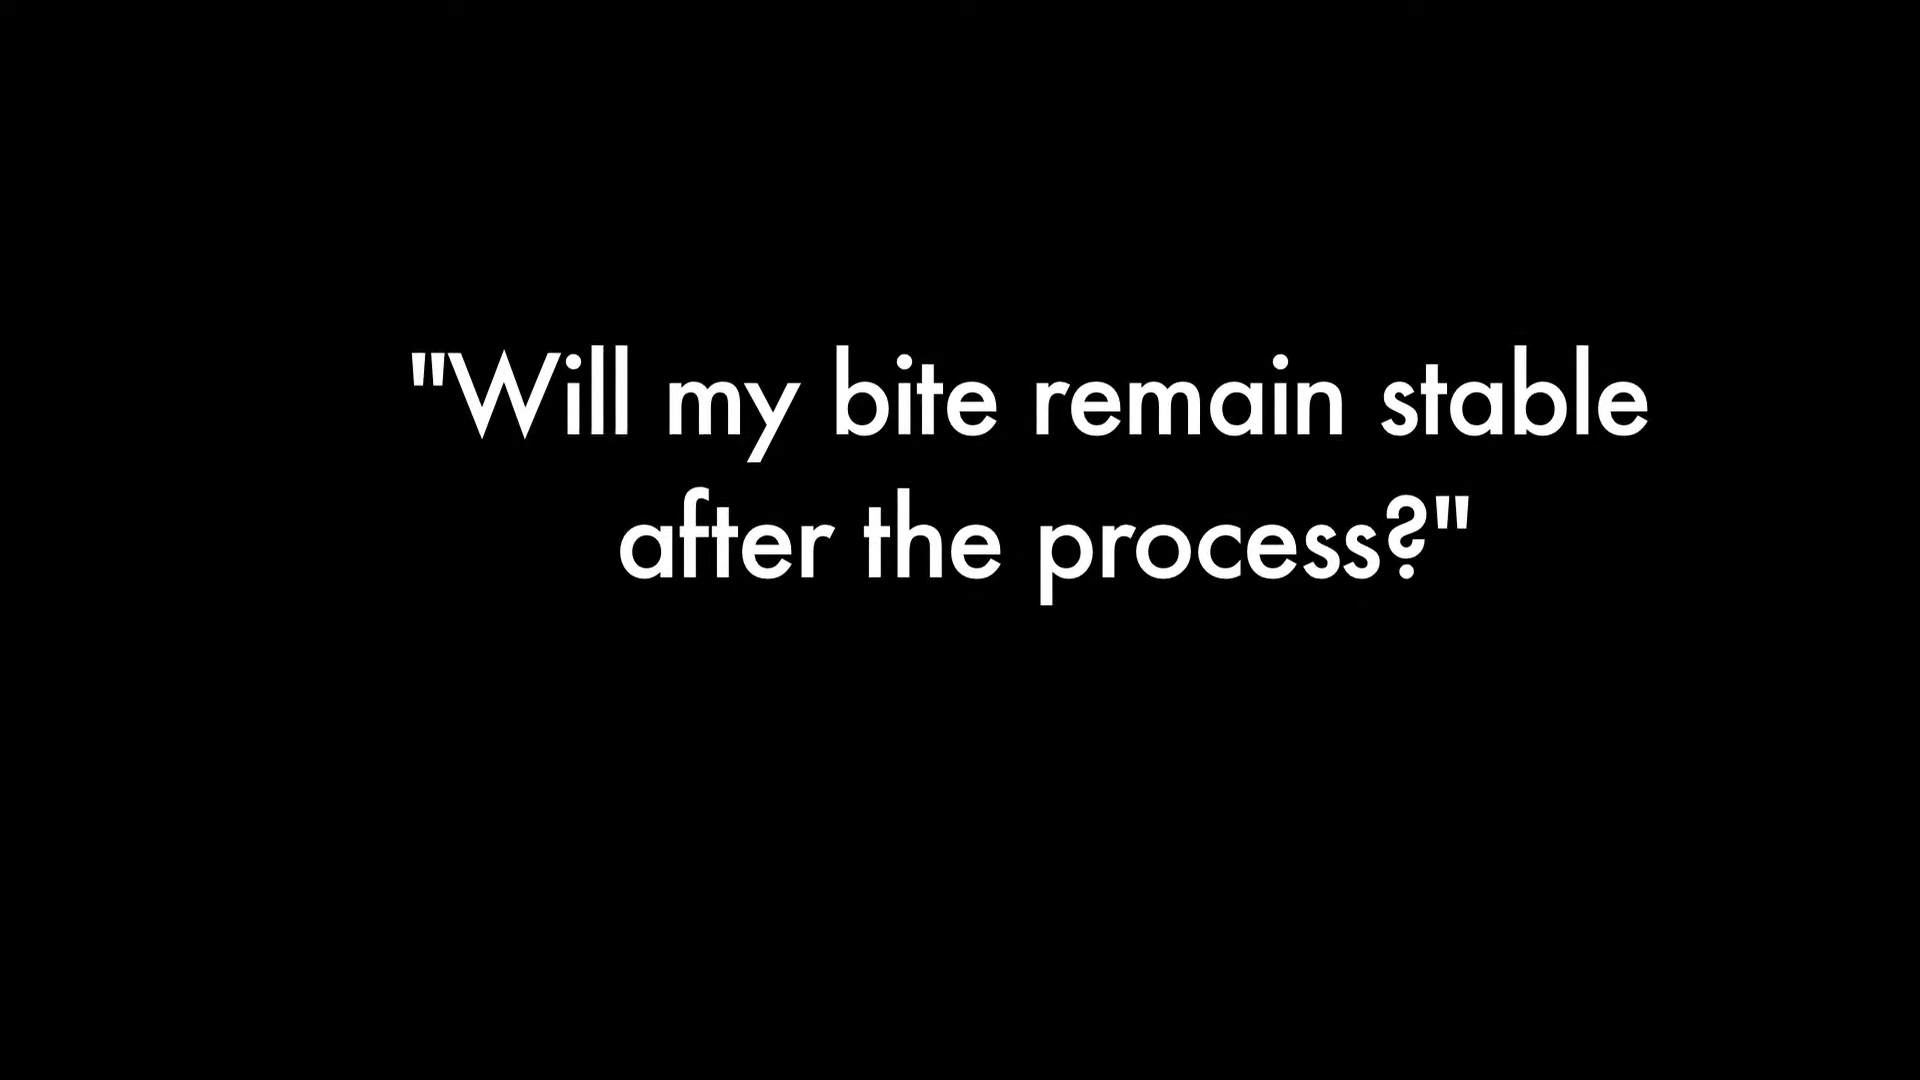 "Will my bite remain stable
after the process?"